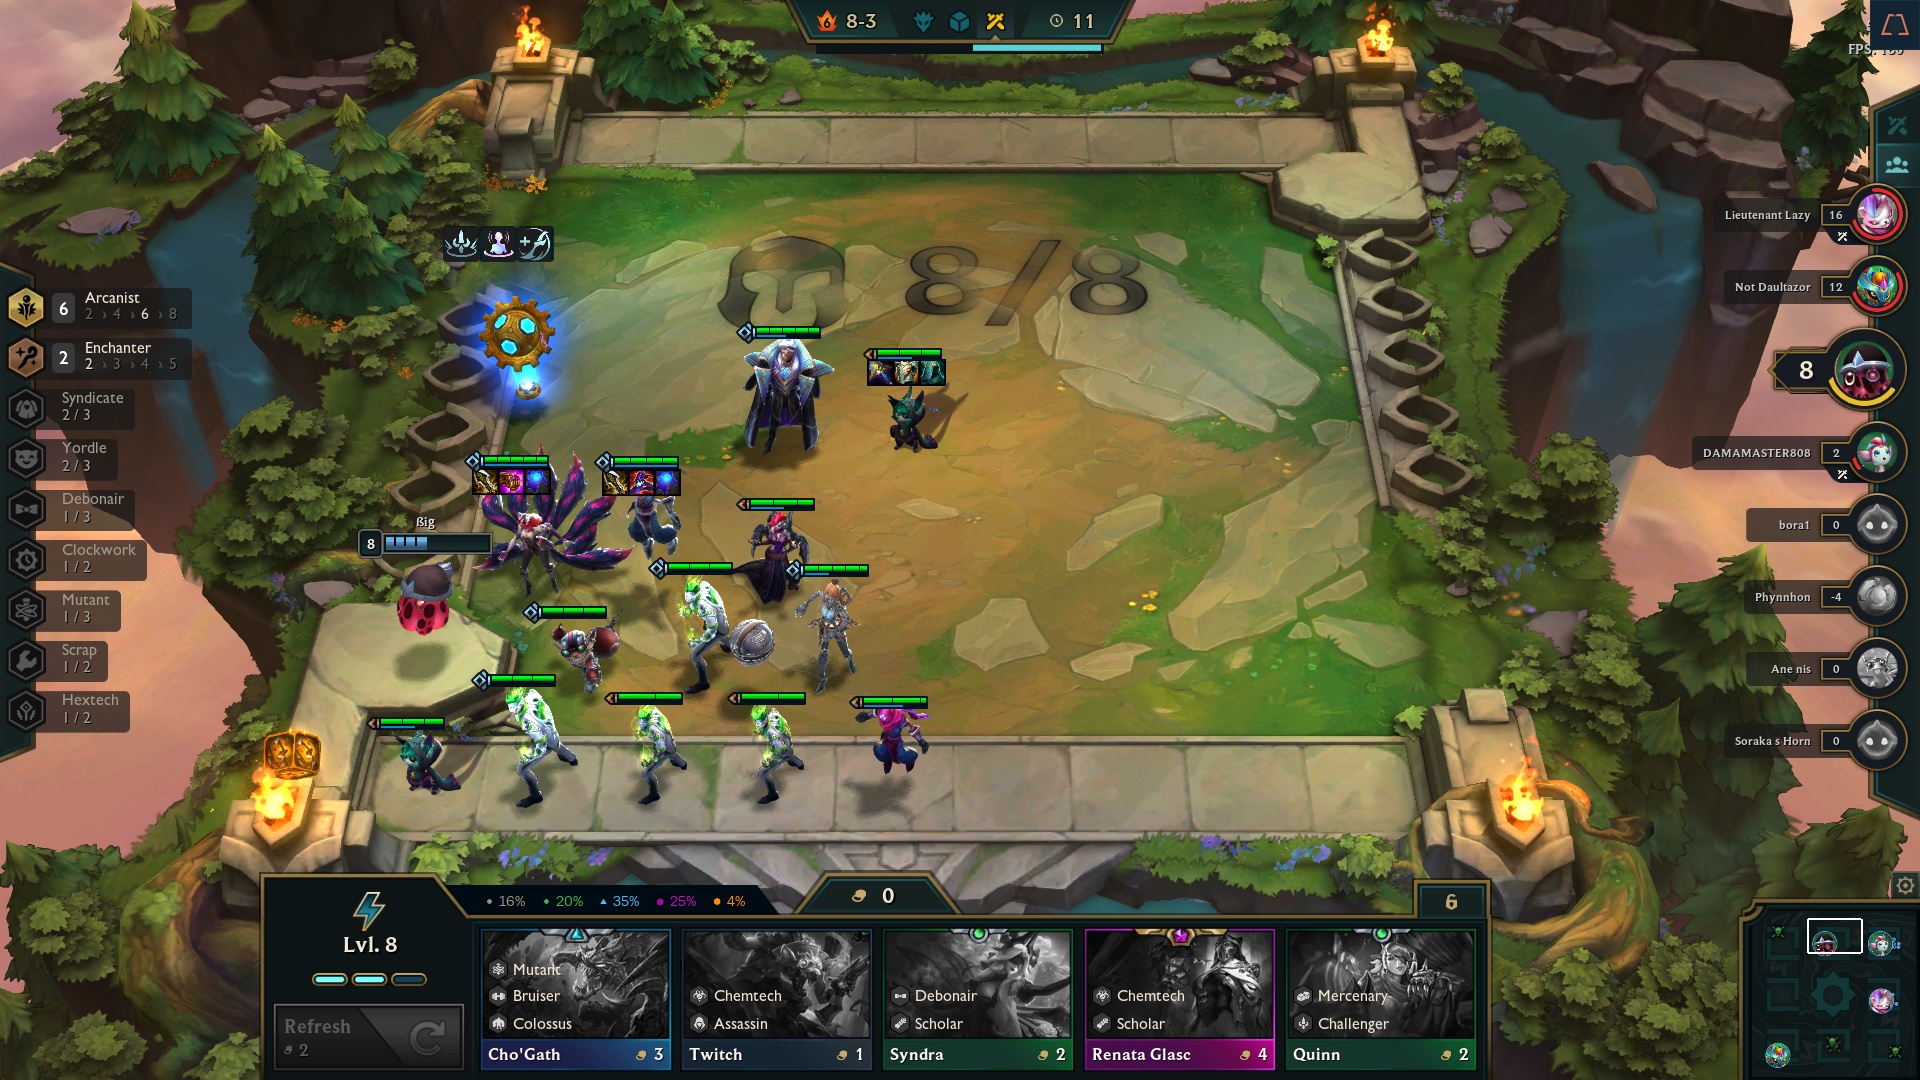 8-3
11
FPS:
Lieutenant Lazy
16
Not Daultazor
12
8
DAMAMASTER808
2
bora1
0
Phynnhon
-4
Ane nis
0
Soraka s Horn
0
6
Arcanist
2 › 4 › 6 › 8
2
Enchanter
2 › 3 › 4 › 5
Syndicate
2 / 3
Yordle
2 / 3
Debonair
1 / 3
Clockwork
1 / 2
Mutant
1 / 3
Scrap
1 / 2
Hextech
1 / 2
8/8
ßig
8
Lvl. 8
16% 20% 35% 25% 4%
0
6
Refresh
2
Mutant
Bruiser
Colossus
Cho'Gath 3
Chemtech
Assassin
Twitch 1
Debonair
Scholar
Syndra 2
Chemtech
Scholar
Renata Glasc 4
Mercenary
Challenger
Quinn 2